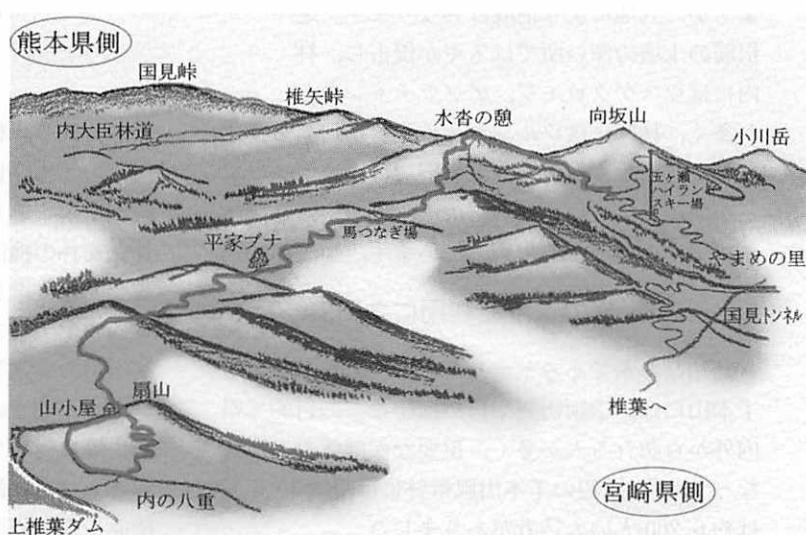 熊本県側
国見峠
椎矢峠
内大臣林道
水呑の憩
向坂山
小川岳
五ヶ瀬
ハイランド
スキー場
平家ブナ
馬つなぎ場
やまめの里
国見トンネル
椎葉
扇山
山小屋
内の八重
上椎葉ダム
宮崎県側